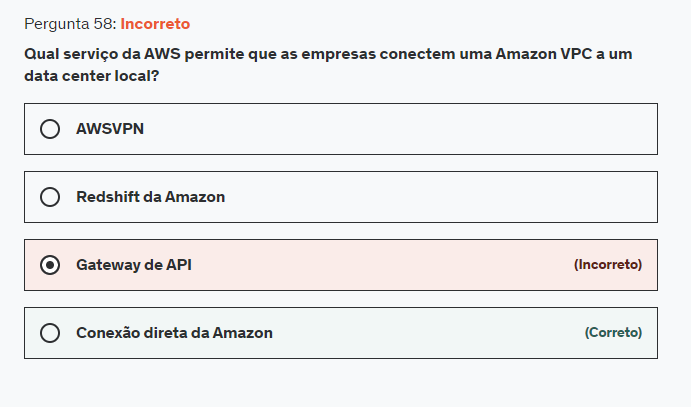 Pergunta 58: Incorreto
Qual serviço da AWS permite que as empresas conectem uma Amazon VPC a um
data center local?
AWSVPN
Redshift da Amazon
Gateway de API (Incorreto)
Conexão direta da Amazon (Correto)